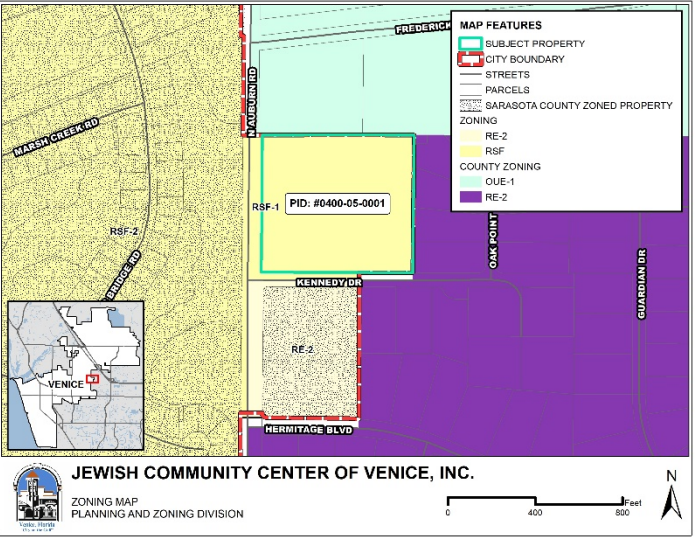 FREDERICK
N AUBURN RD
MARSH CREEK RD
RSF-2
BRIDGE RD
RSF-1
PID: #0400-05-0001
KENNEDY DR
RE-2
HERMITAGE BLVD
OAK POINT
GUARDIAN DR
VENICE
MAP FEATURES
SUBJECT PROPERTY
CITY BOUNDARY
STREETS
PARCELS
SARASOTA COUNTY ZONED PROPERTY
ZONING
RE-2
RSF
COUNTY ZONING
OUE-1
RE-2
JEWISH COMMUNITY CENTER OF VENICE, INC.
ZONING MAP
PLANNING AND ZONING DIVISION
Venice, Florida
Feet
0 400 800
N